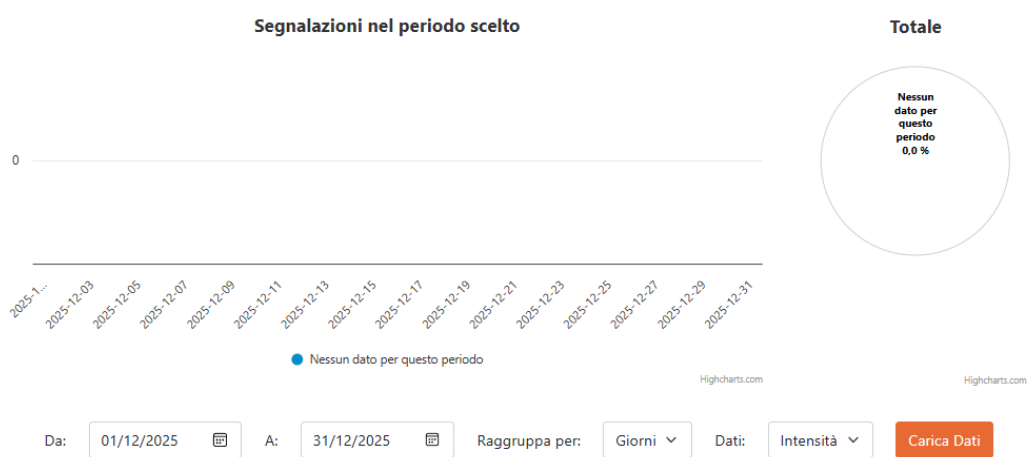 Segnalazioni nel periodo scelto
Totale
Nessun
dato per
questo
periodo
0,0 %
0
2025-1...
2025-12-03
2025-12-05
2025-12-07
2025-12-09
2025-12-11
2025-12-13
2025-12-15
2025-12-17
2025-12-19
2025-12-21
2025-12-23
2025-12-25
2025-12-27
2025-12-29
2025-12-31
Nessun dato per questo periodo
Highcharts.com
Highcharts.com
Da: 01/12/2025 A: 31/12/2025 Raggruppa per: Giorni Dati: Intensità Carica Dati